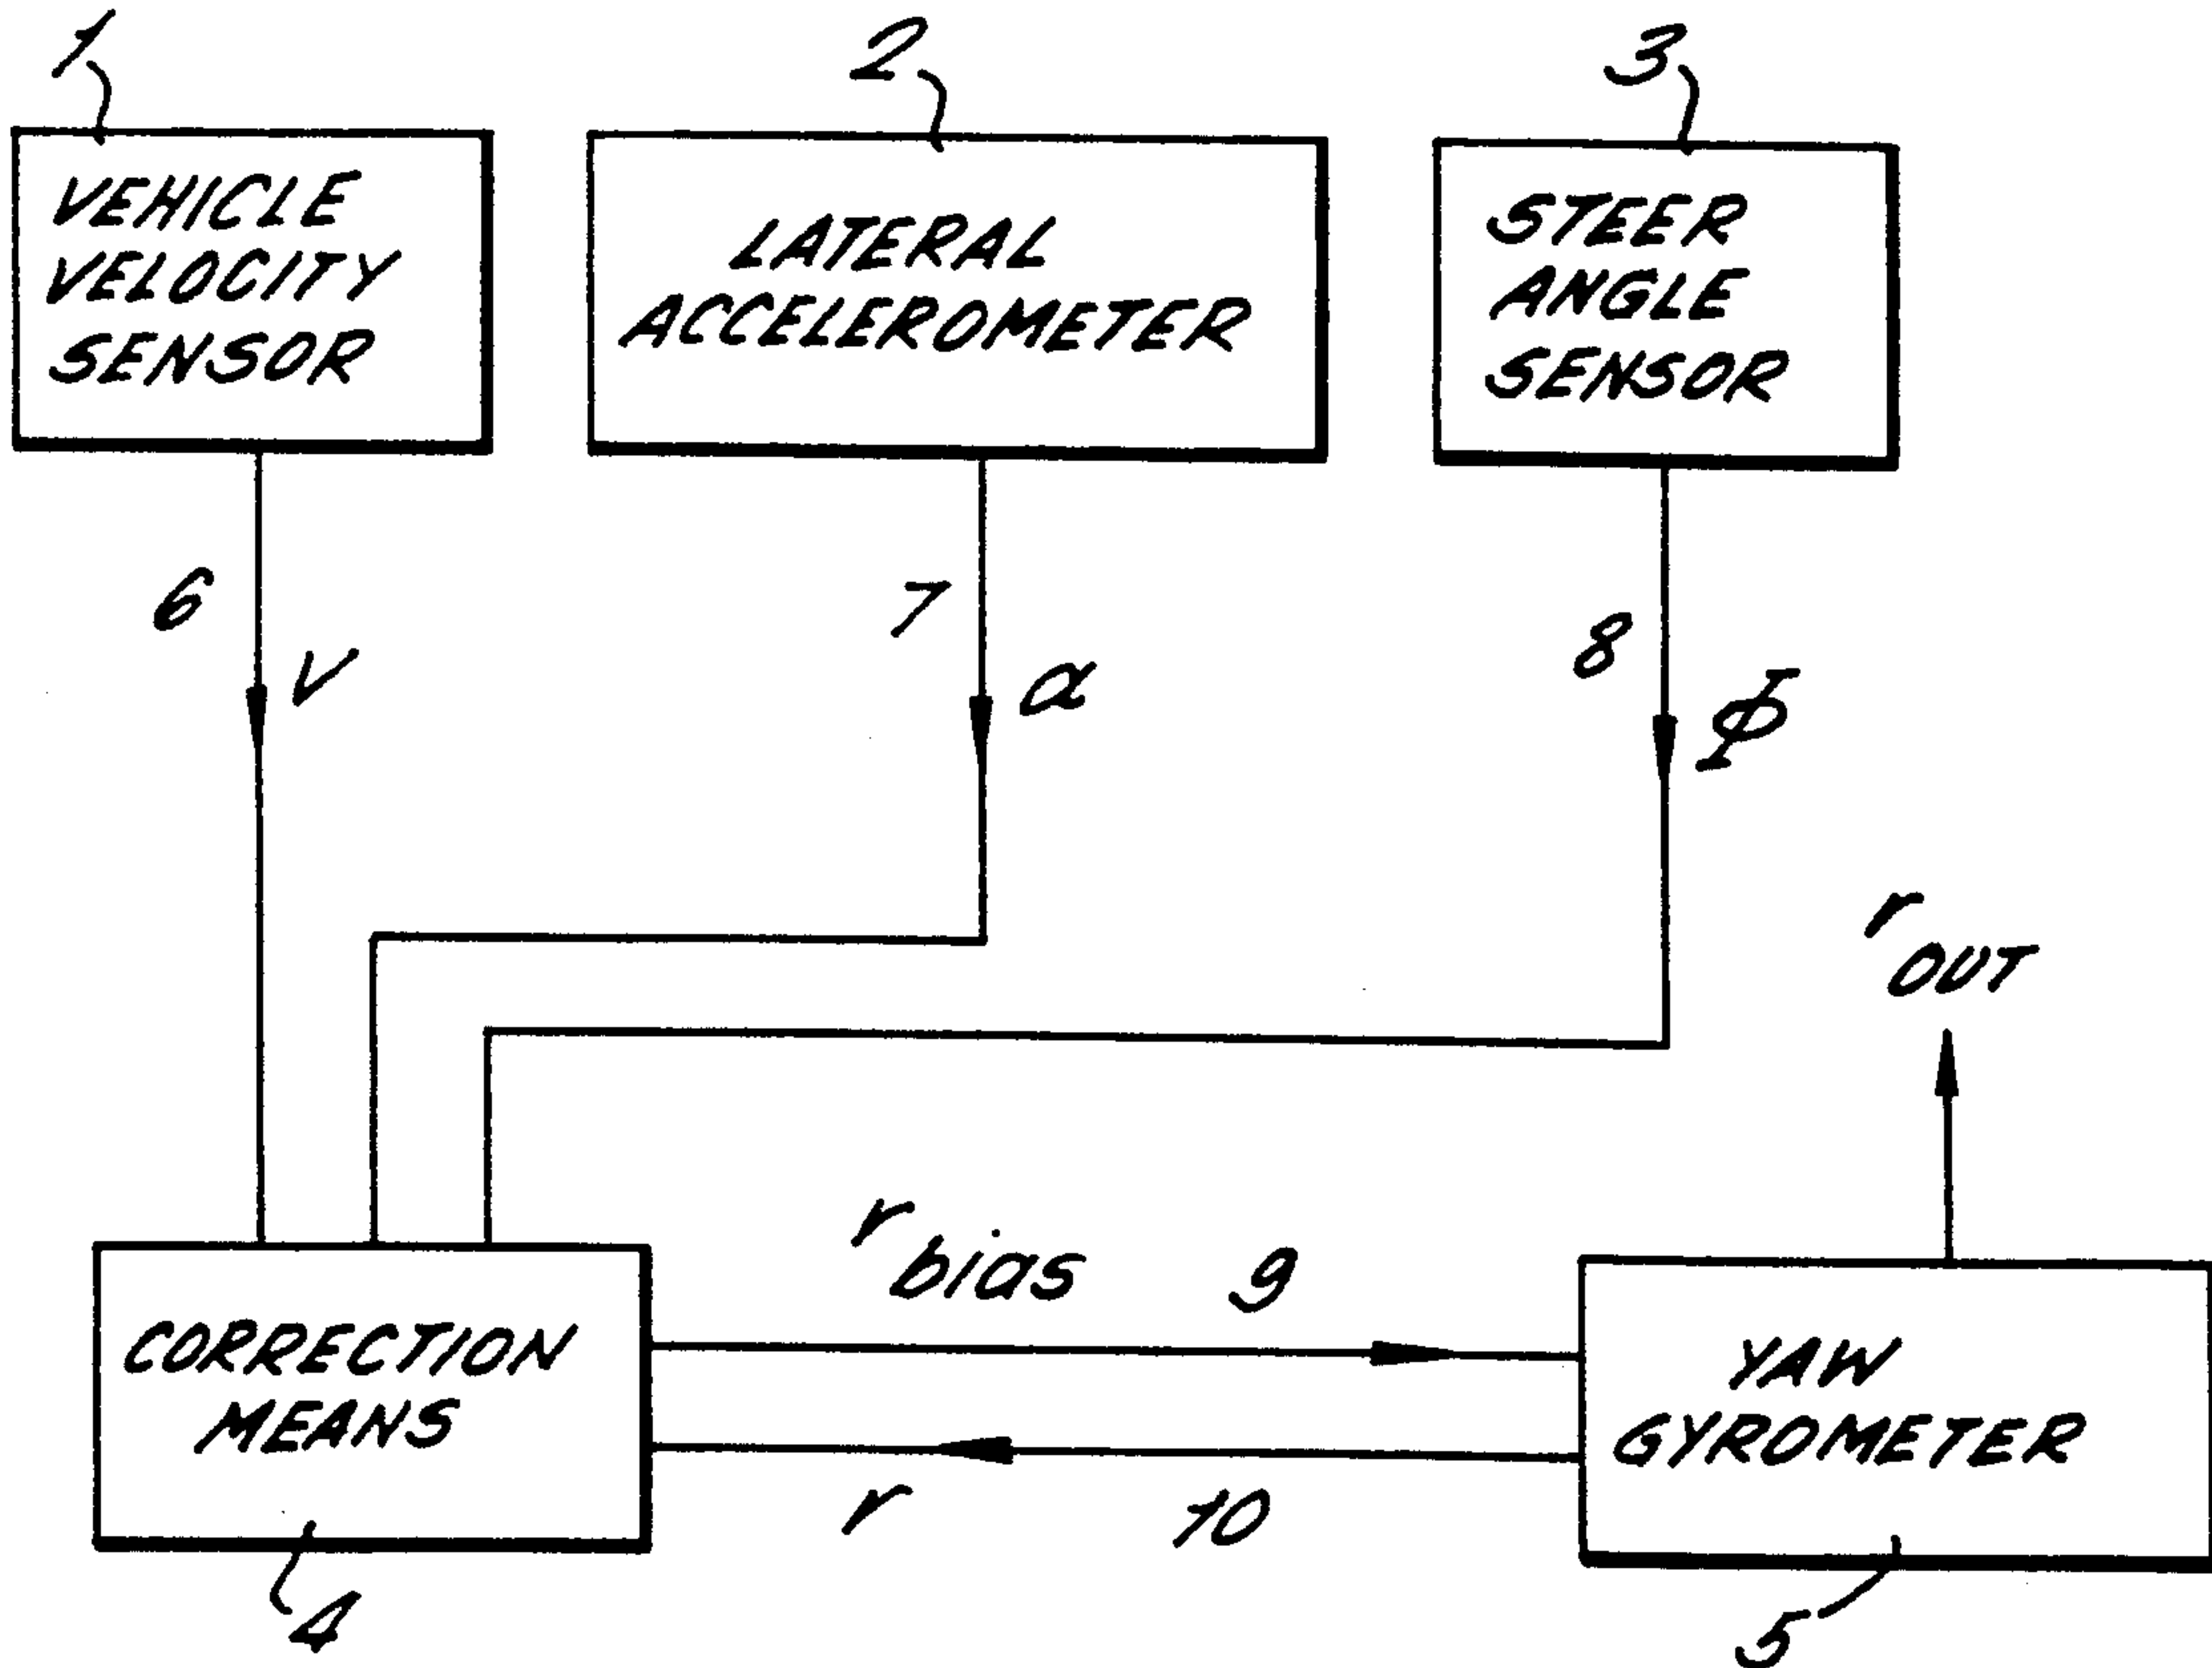 1
2
3
VEHICLE
VELOCITY
SENSOR
LATERAL
ACCELEROMETER
STEER
ANGLE
SENSOR
6
V
7
α
8
Φ
r OUT
r bias
9
CORRECTION
MEANS
YAW
GYROMETER
r
10
4
5